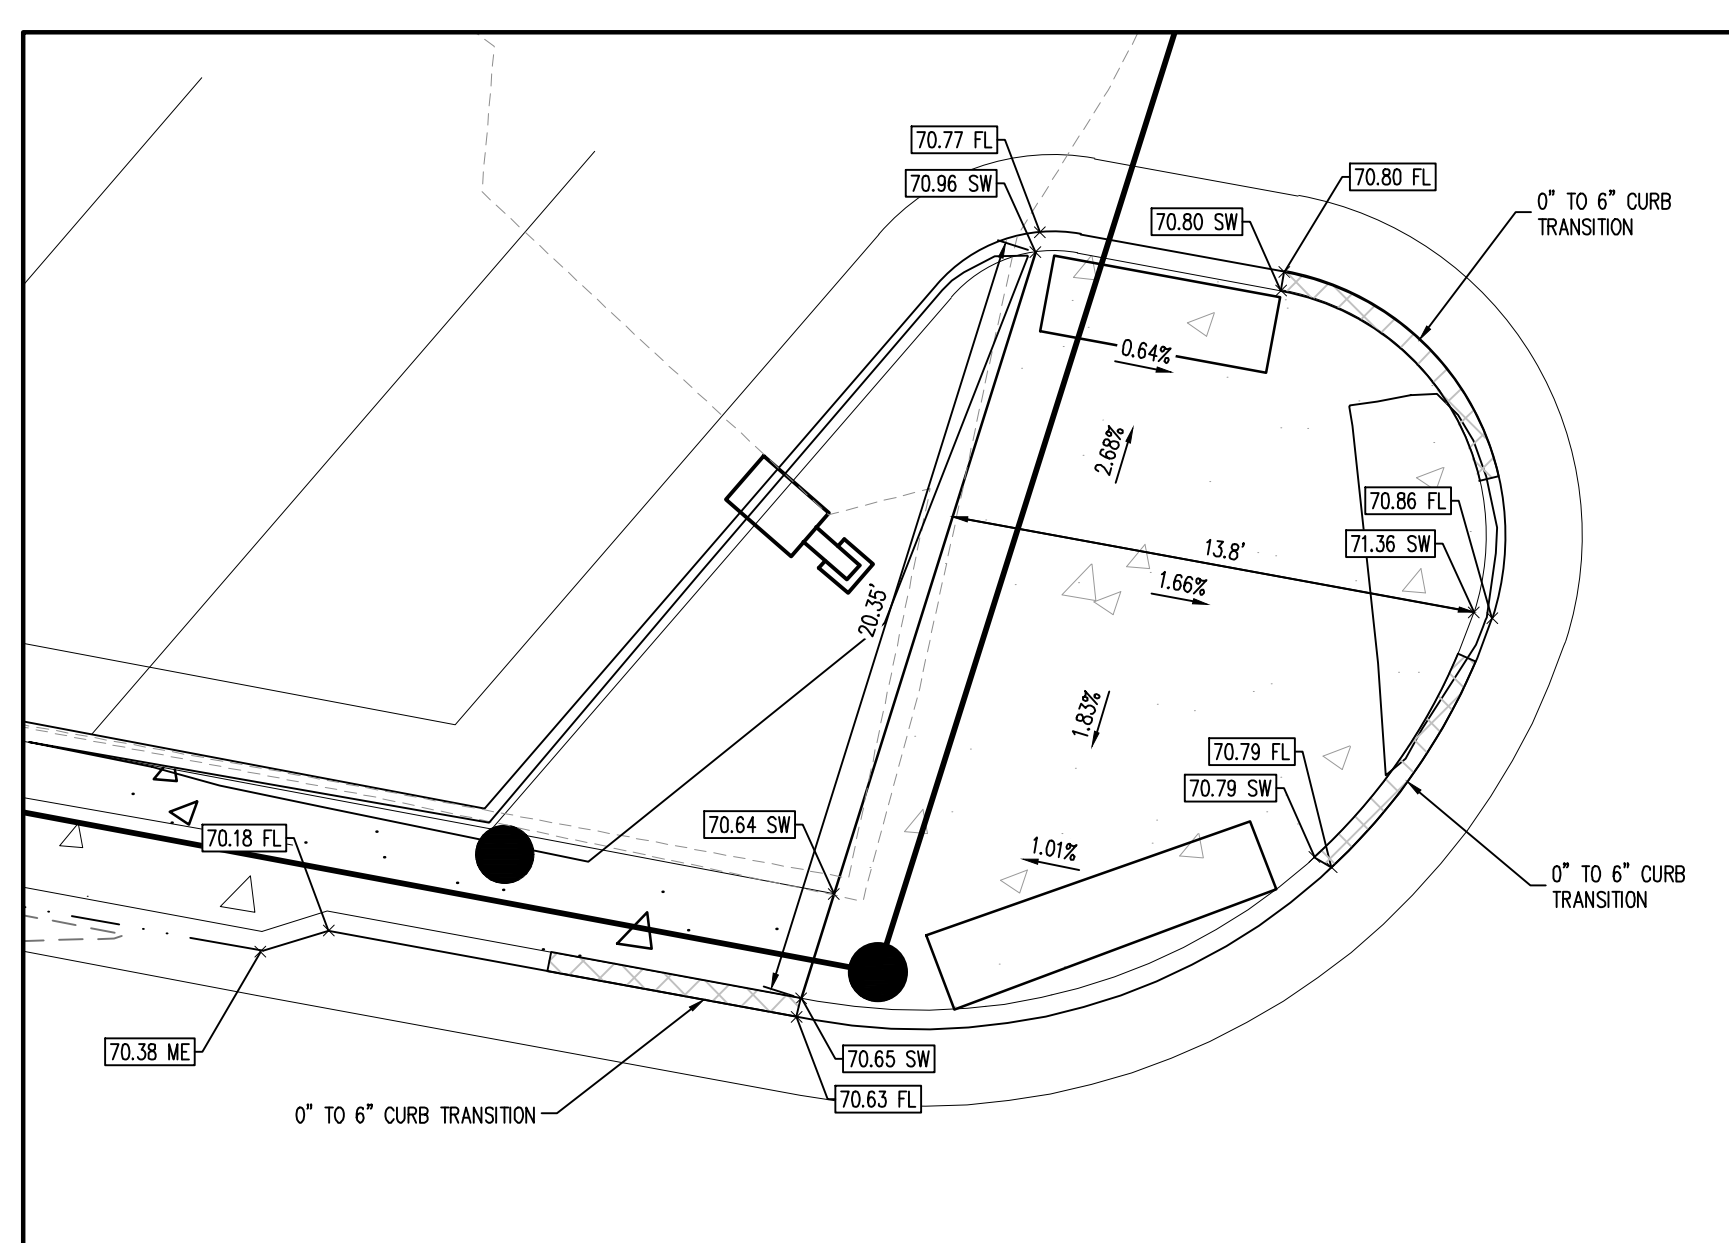 70.77 FL
70.96 SW
70.80 FL
70.80 SW
0" TO 6" CURB
TRANSITION
0.64%
2.68%
70.86 FL
71.36 SW
13.8'
1.66%
20.35'
1.83%
70.79 FL
70.79 SW
70.64 SW
70.18 FL
1.01%
0" TO 6" CURB
TRANSITION
70.38 ME
70.65 SW
70.63 FL
0" TO 6" CURB TRANSITION